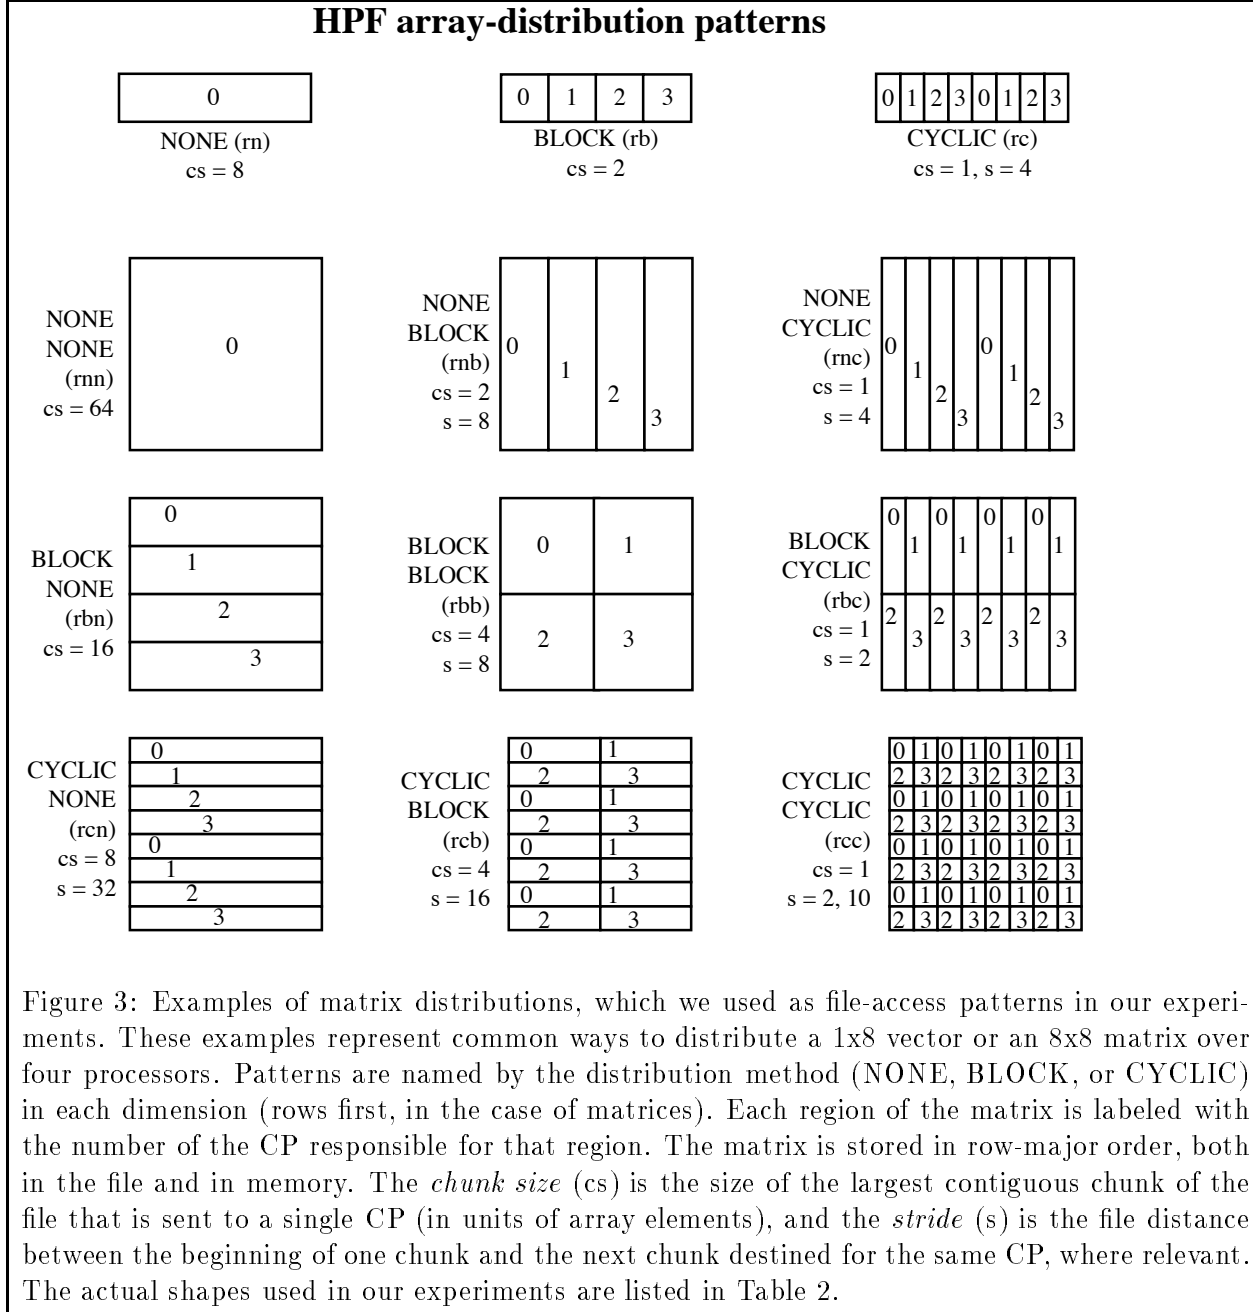 HPF array-distribution patterns
0
NONE (rn)
cs = 8
0 1 2 3
BLOCK (rb)
cs = 2
0 1 2 3 0 1 2 3
CYCLIC (rc)
cs = 1, s = 4
NONE
NONE
(rnn)
cs = 64
0
NONE
BLOCK
(rnb)
cs = 2
s = 8
0
1
2
3
NONE
CYCLIC
(rnc)
cs = 1
s = 4
0 0
1 1
2 2
3 3
BLOCK
NONE
(rbn)
cs = 16
0
1
2
3
BLOCK
BLOCK
(rbb)
cs = 4
s = 8
0 1
2 3
BLOCK
CYCLIC
(rbc)
cs = 1
s = 2
0 0 0 0
1 1 1 1
2 2 2 2
3 3 3 3
CYCLIC
NONE
(rcn)
cs = 8
s = 32
0
1
2
3
0
1
2
3
CYCLIC
BLOCK
(rcb)
cs = 4
s = 16
0 1
2 3
0 1
2 3
0 1
2 3
0 1
2 3
CYCLIC
CYCLIC
(rcc)
cs = 1
s = 2, 10
0 1 0 1 0 1 0 1
2 3 2 3 2 3 2 3
0 1 0 1 0 1 0 1
2 3 2 3 2 3 2 3
0 1 0 1 0 1 0 1
2 3 2 3 2 3 2 3
0 1 0 1 0 1 0 1
2 3 2 3 2 3 2 3
Figure 3: Examples of matrix distributions, which we used as file-access patterns in our experi-
ments. These examples represent common ways to distribute a 1x8 vector or an 8x8 matrix over
four processors. Patterns are named by the distribution method (NONE, BLOCK, or CYCLIC)
in each dimension (rows first, in the case of matrices). Each region of the matrix is labeled with
the number of the CP responsible for that region. The matrix is stored in row-major order, both
in the file and in memory. The chunk size (cs) is the size of the largest contiguous chunk of the
file that is sent to a single CP (in units of array elements), and the stride (s) is the file distance
between the beginning of one chunk and the next chunk destined for the same CP, where relevant.
The actual shapes used in our experiments are listed in Table 2.